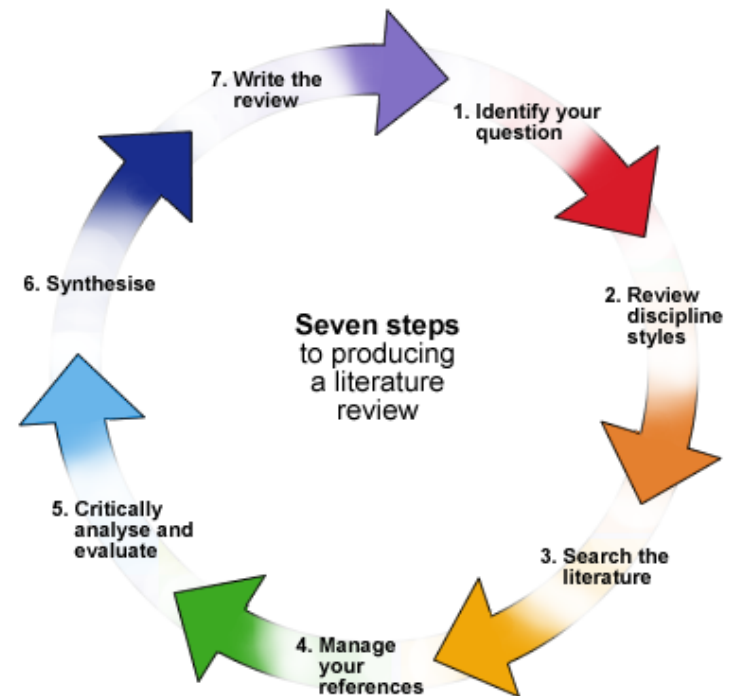 Seven steps
to producing
a literature
review
1. Identify your
question
2. Review
discipline
styles
3. Search the
literature
4. Manage
your
references
5. Critically
analyse and
evaluate
6. Synthesise
7. Write the
review